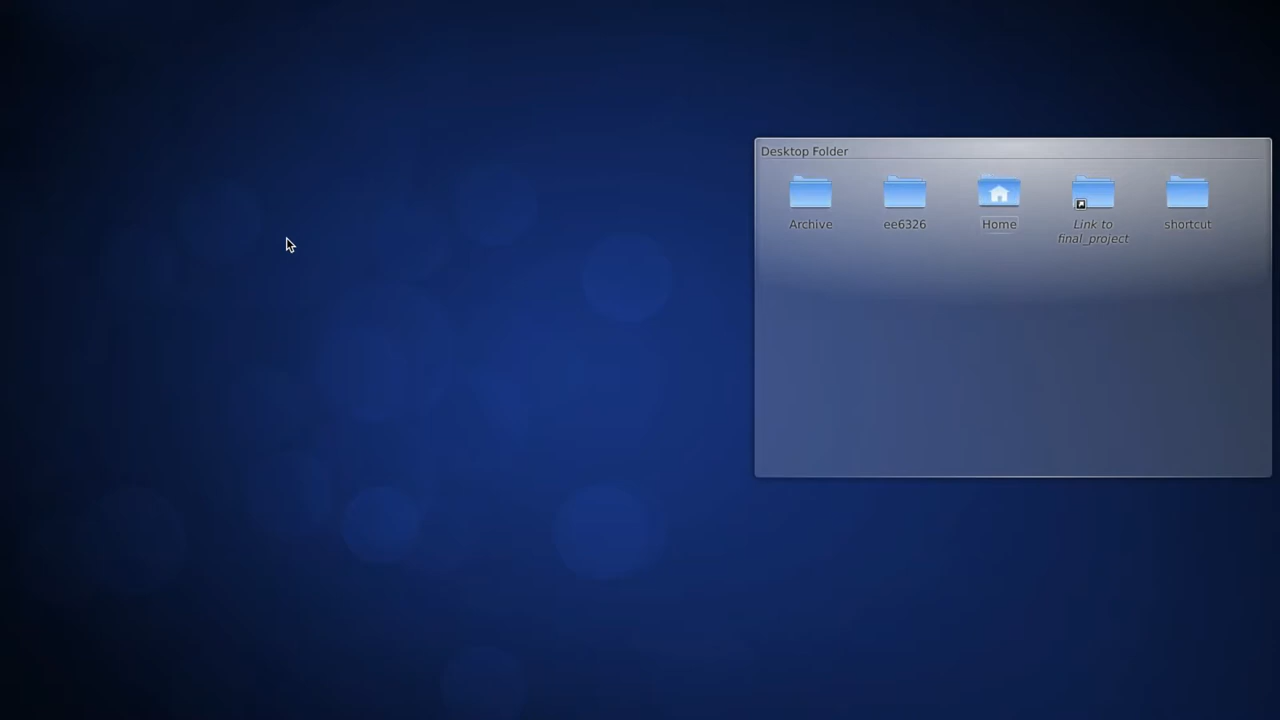 Desktop Folder
Archive
ee6326
Home
Link to
final_project
shortcut